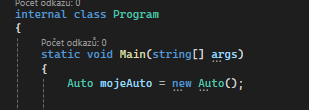 Počet odkazů: 0
internal class Program
{
Počet odkazů: 0
static void Main(string[] args)
{
Auto mojeAuto = new Auto();